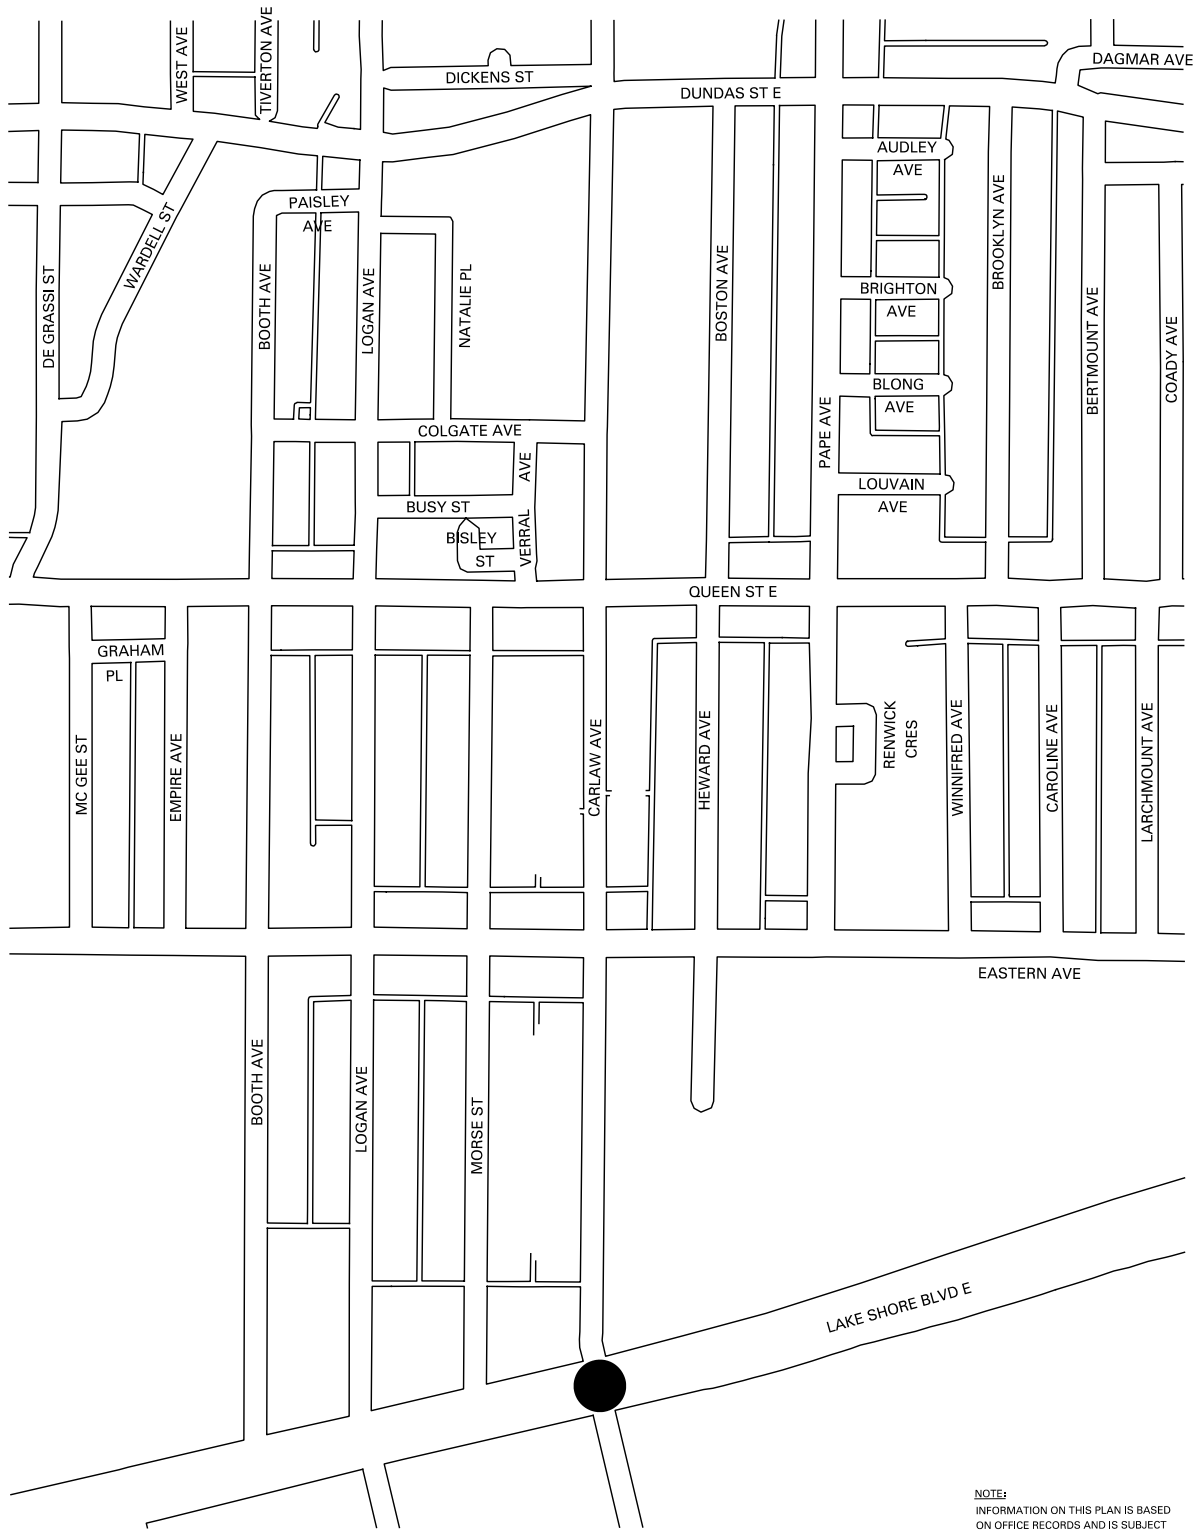 WEST AVE
TIVERTON AVE
DICKENS ST
DAGMAR AVE
DUNDAS ST E
AUDLEY
AVE
PAISLEY
AVE
WARDELL ST
DE GRASSI ST
BOOTH AVE
LOGAN AVE
NATALIE PL
BOSTON AVE
BROOKLYN AVE
BRIGHTON
AVE
BERTMOUNT AVE
COADY AVE
BLONG
AVE
PAPE AVE
COLGATE AVE
VERRAL AVE
LOUVAIN
AVE
BUSY ST
BISLEY
ST
QUEEN ST E
GRAHAM
PL
MC GEE ST
EMPIRE AVE
CARLAW AVE
HEWARD AVE
RENWICK
CRES
WINNIFRED AVE
CAROLINE AVE
LARCHMOUNT AVE
EASTERN AVE
BOOTH AVE
LOGAN AVE
MORSE ST
LAKE SHORE BLVD E
NOTE:
INFORMATION ON THIS PLAN IS BASED
ON OFFICE RECORDS AND IS SUBJECT